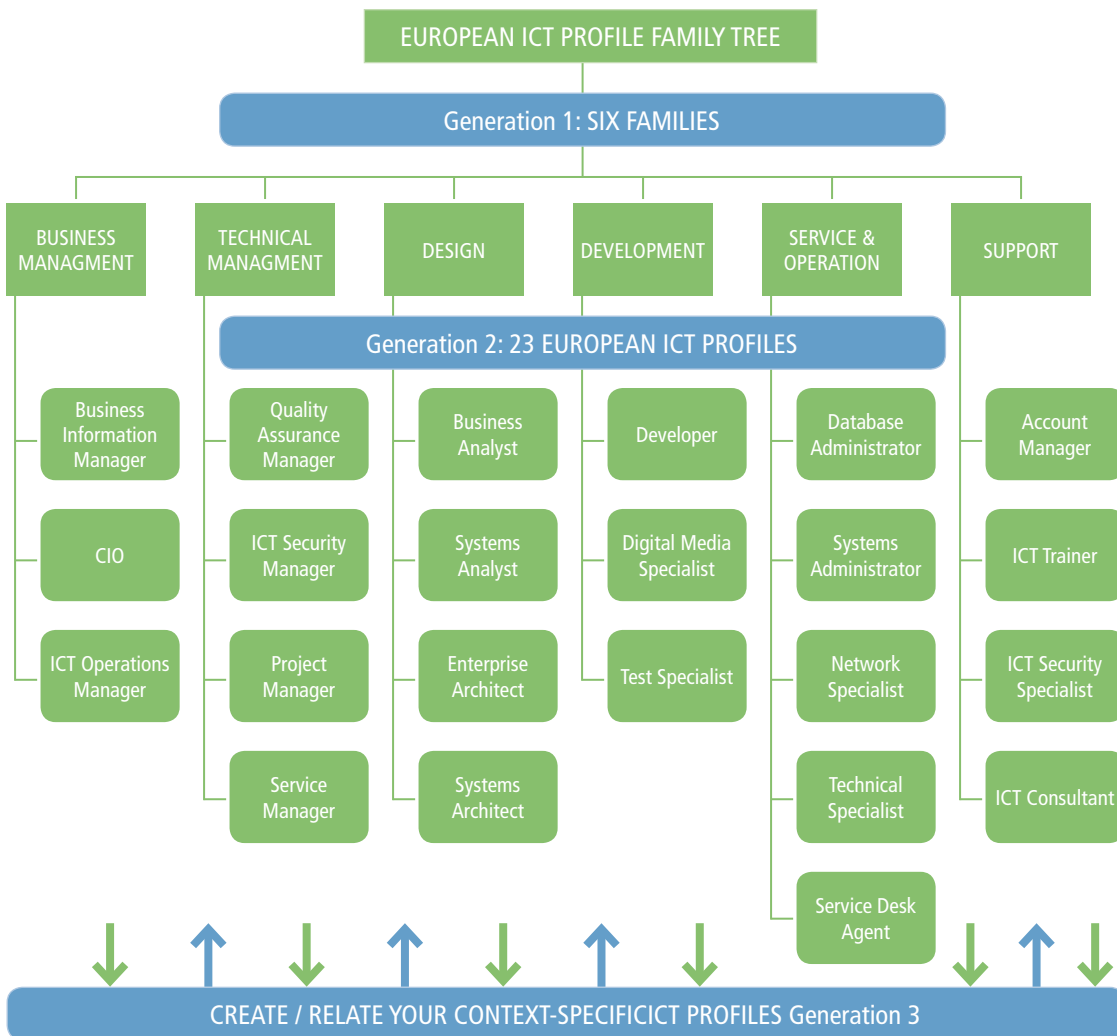 EUROPEAN ICT PROFILE FAMILY TREE
Generation 1: SIX FAMILIES
BUSINESS
MANAGMENT
TECHNICAL
MANAGMENT
DESIGN
DEVELOPMENT
SERVICE &
OPERATION
SUPPORT
Generation 2: 23 EUROPEAN ICT PROFILES
Business
Information
Manager
Quality
Assurance
Manager
Business
Analyst
Developer
Database
Administrator
Account
Manager
CIO
ICT Security
Manager
Systems
Analyst
Digital Media
Specialist
Systems
Administrator
ICT Trainer
ICT Operations
Manager
Project
Manager
Enterprise
Architect
Test Specialist
Network
Specialist
ICT Security
Specialist
Service
Manager
Systems
Architect
Technical
Specialist
ICT Consultant
Service Desk
Agent
CREATE / RELATE YOUR CONTEXT-SPECIFICICT PROFILES Generation 3